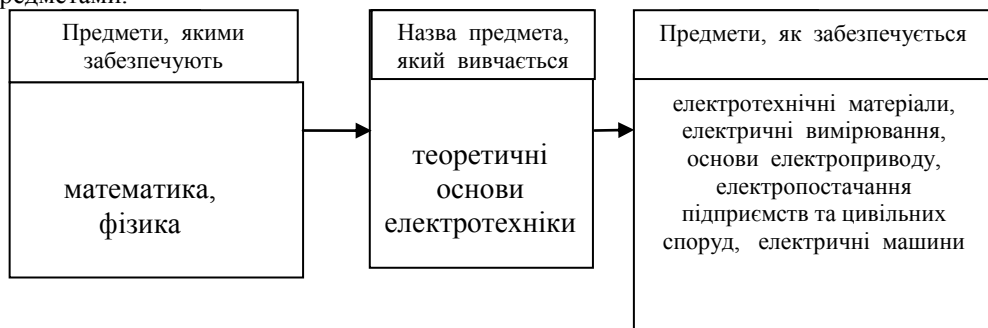 Предмети, якими
забезпечують
Назва предмета,
який вивчається
Предмети, як забезпечується
математика,
фізика
теоретичні
основи
електротехніки
електротехнічні матеріали,
електричні вимірювання,
основи електроприводу,
електропостачання
підприємств та цивільних
споруд, електричні машини